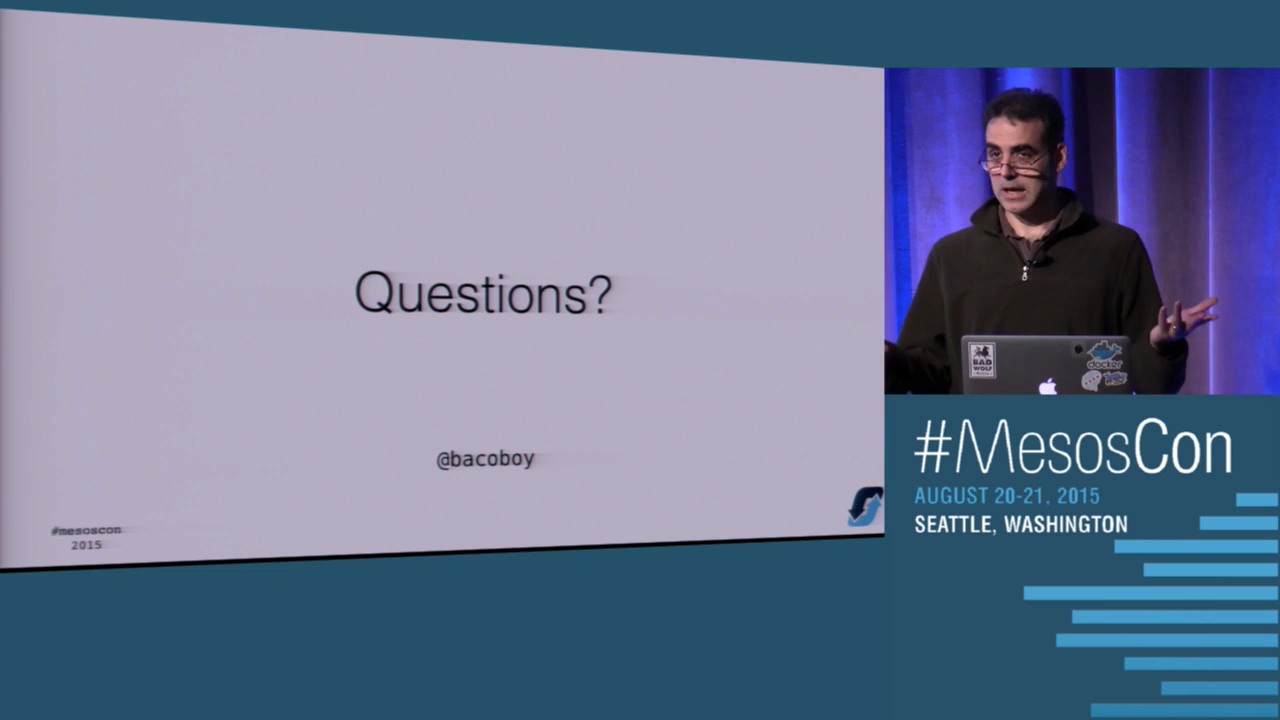 Questions?
@bacoboy
#mesoscon
2015
BAD
WOLF
docker
#MesosCon
AUGUST 20-21, 2015
SEATTLE, WASHINGTON